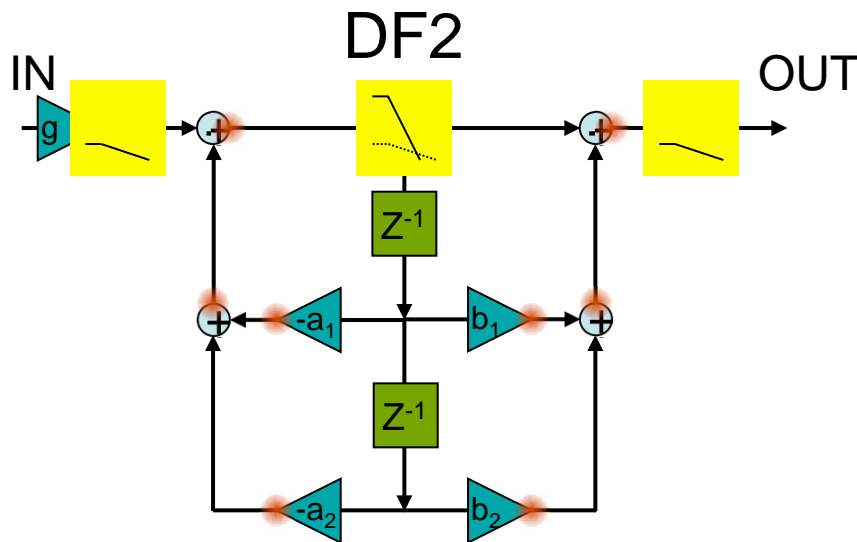 DF2
IN
OUT
g
+
+
Z⁻¹
+
-a₁
b₁
+
Z⁻¹
-a₂
b₂